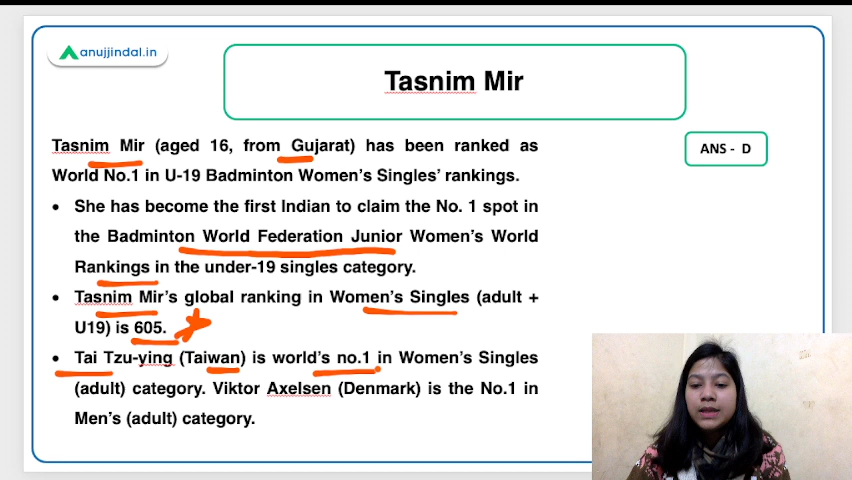 anujjindal.in
Tasnim Mir
Tasnim Mir (aged 16, from Gujarat) has been ranked as
World No.1 in U-19 Badminton Women's Singles' rankings.
ANS - D
• She has become the first Indian to claim the No. 1 spot in
the Badminton World Federation Junior Women's World
Rankings in the under-19 singles category.
• Tasnim Mir's global ranking in Women's Singles (adult +
U19) is 605.
• Tai Tzu-ying (Taiwan) is world's no.1 in Women's Singles
(adult) category. Viktor Axelsen (Denmark) is the No.1 in
Men's (adult) category.